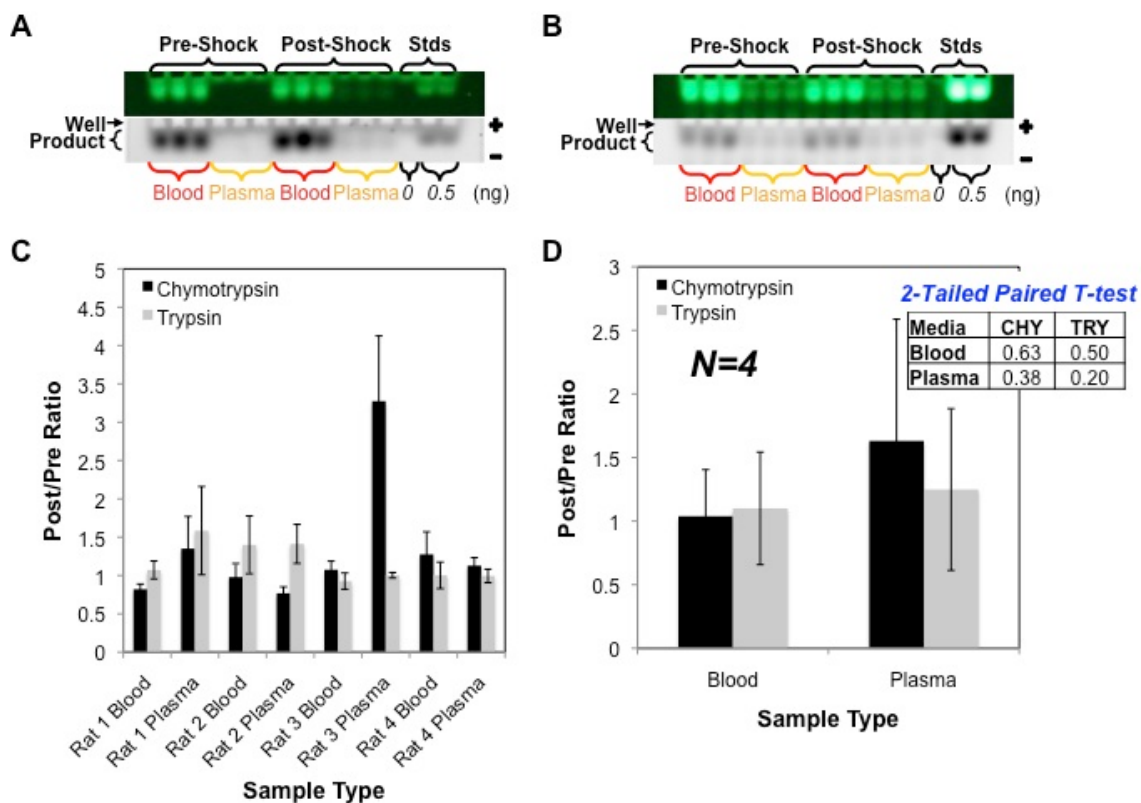 A
Pre-Shock Post-Shock Stds
Well
Product
+
-
Blood Plasma Blood Plasma 0 0.5 (ng)
B
Pre-Shock Post-Shock Stds
Well
Product
+
-
Blood Plasma Blood Plasma 0 0.5 (ng)
C
Post/Pre Ratio
5
4.5
4
3.5
3
2.5
2
1.5
1
0.5
0
Chymotrypsin
Trypsin
Rat 1 Blood
Rat 1 Plasma
Rat 2 Blood
Rat 2 Plasma
Rat 3 Blood
Rat 3 Plasma
Rat 4 Blood
Rat 4 Plasma
Sample Type
D
Post/Pre Ratio
3
2.5
2
1.5
1
0.5
0
Chymotrypsin
Trypsin
N=4
2-Tailed Paired T-test
Media CHY TRY
Blood 0.63 0.50
Plasma 0.38 0.20
Blood Plasma
Sample Type